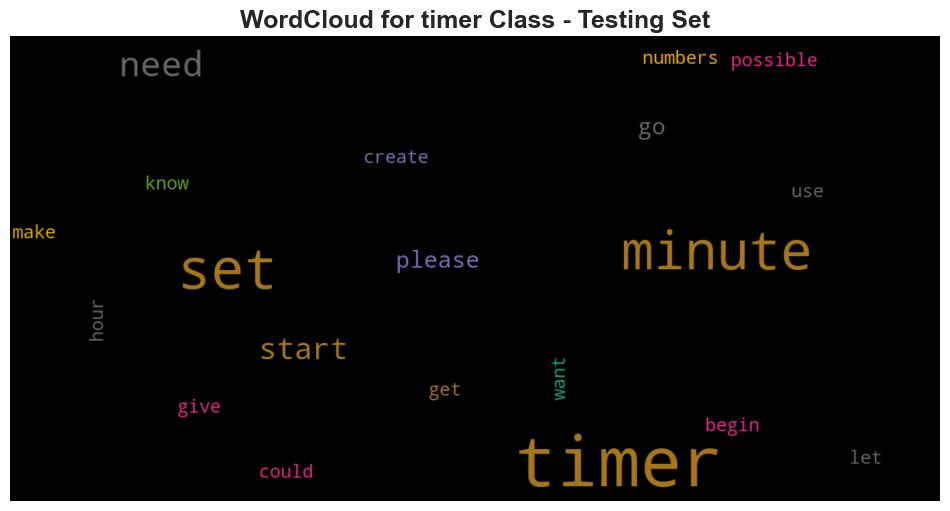 WordCloud for timer Class - Testing Set
need
numbers
possible
go
create
know
use
make
set
please
minute
hour
start
get
want
give
begin
could
timer
let